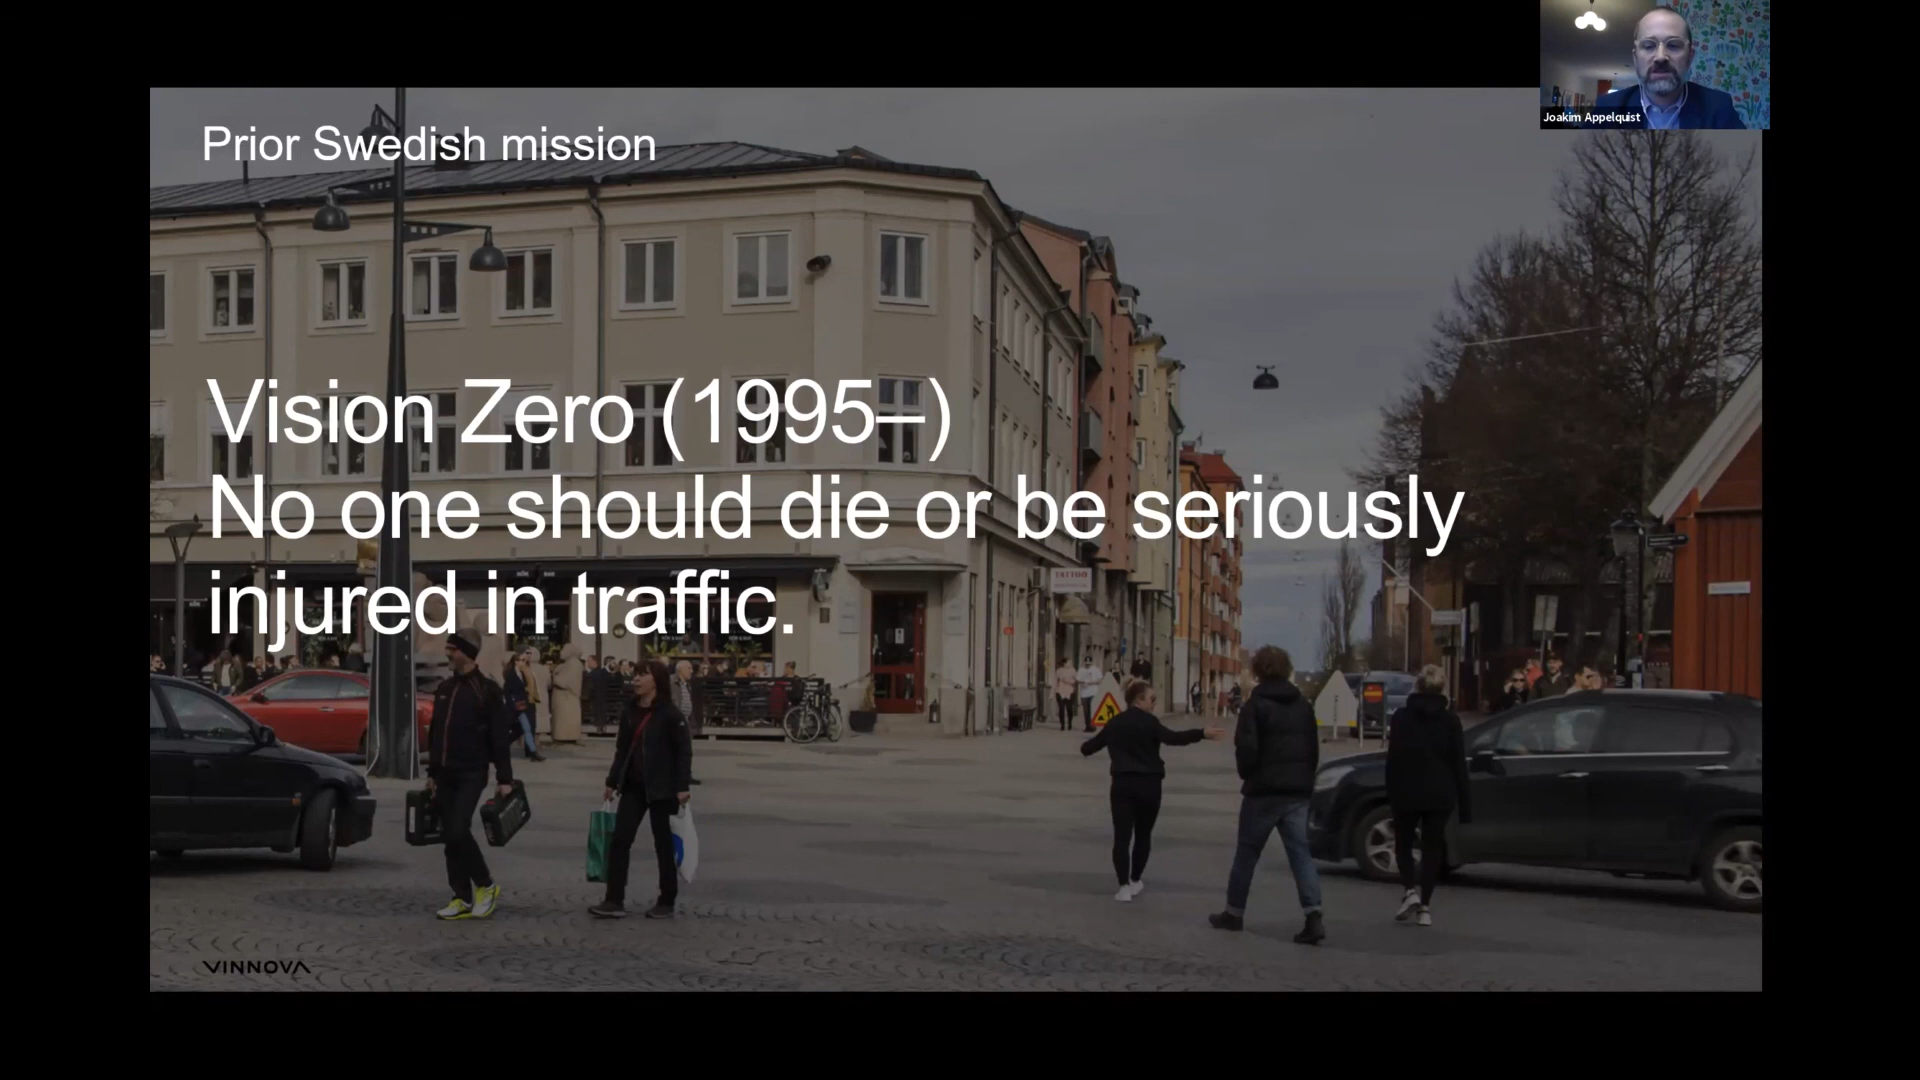 Joakim Appelquist
Prior Swedish mission
Vision Zero (1995–)
No one should die or be seriously
injured in traffic.
TATTOO
VINNOVA